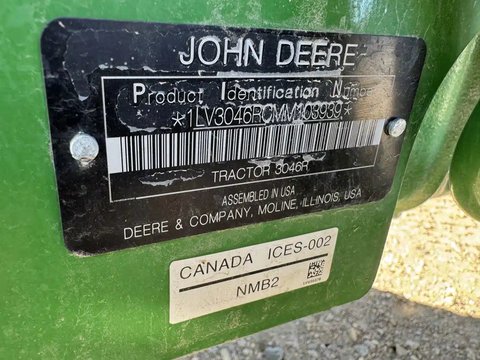 JOHN DEERE
Product Identification Number
*1LV3046RCMV103939*
TRACTOR 3046R
ASSEMBLED IN USA
DEERE & COMPANY, MOLINE, ILLINOIS, USA
CANADA ICES-002
NMB2